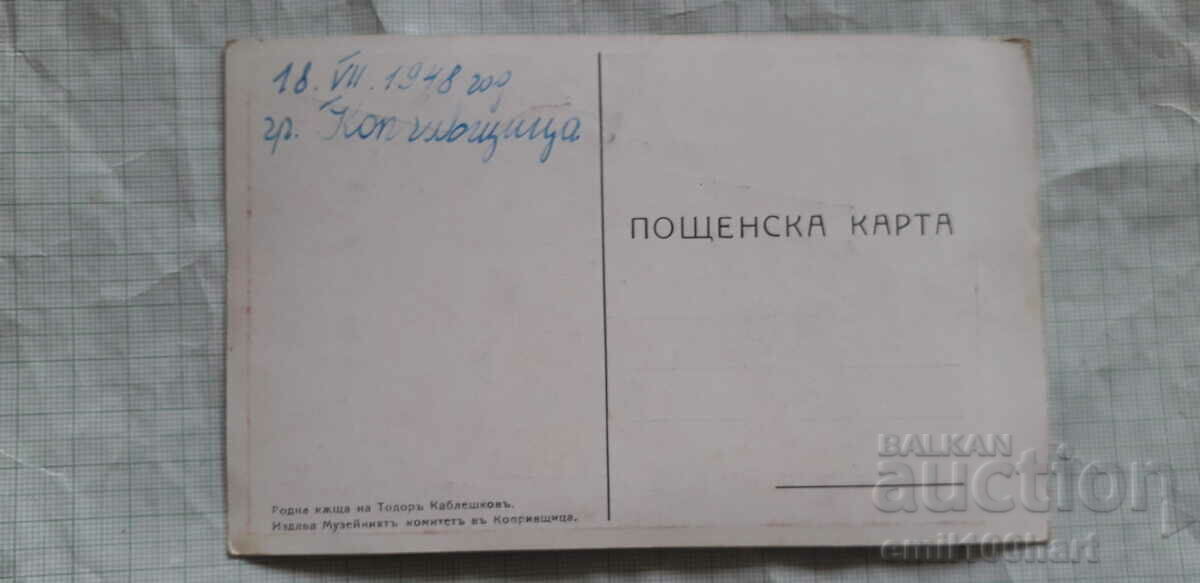 18. VII. 1948 год
гр. Копривщица
ПОЩЕНСКА КАРТА
Родна кѫща на Тодоръ Каблешковъ.
Издава Музейниятъ комитетъ въ Копривщица.
BALKAN
auction
emil100hart